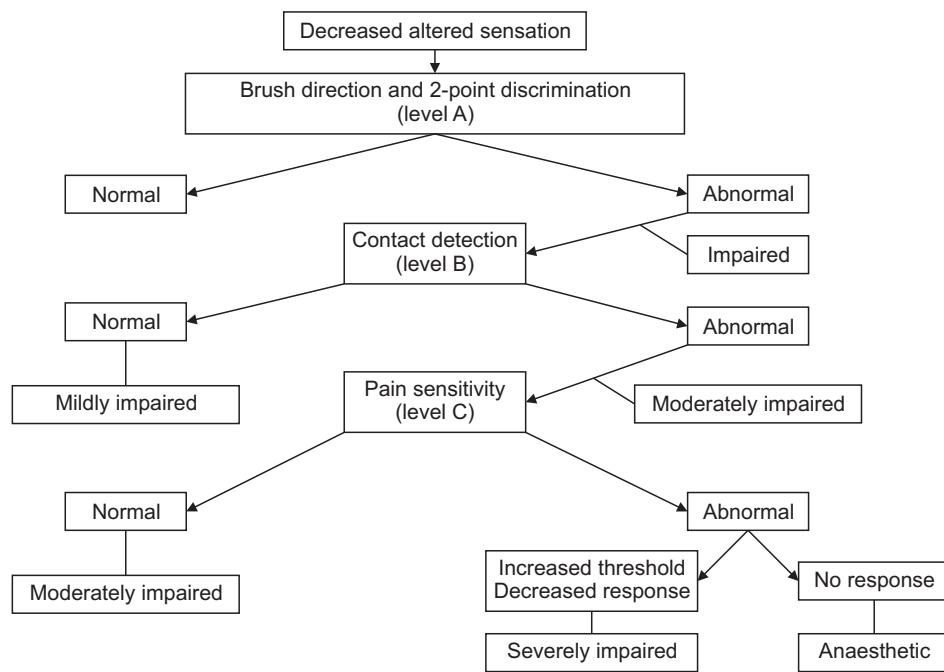 Decreased altered sensation
Brush direction and 2-point discrimination
(level A)
Normal
Abnormal
Contact detection
(level B)
Impaired
Normal
Abnormal
Mildly impaired
Pain sensitivity
(level C)
Moderately impaired
Normal
Abnormal
Moderately impaired
Increased threshold
Decreased response
No response
Severely impaired
Anaesthetic